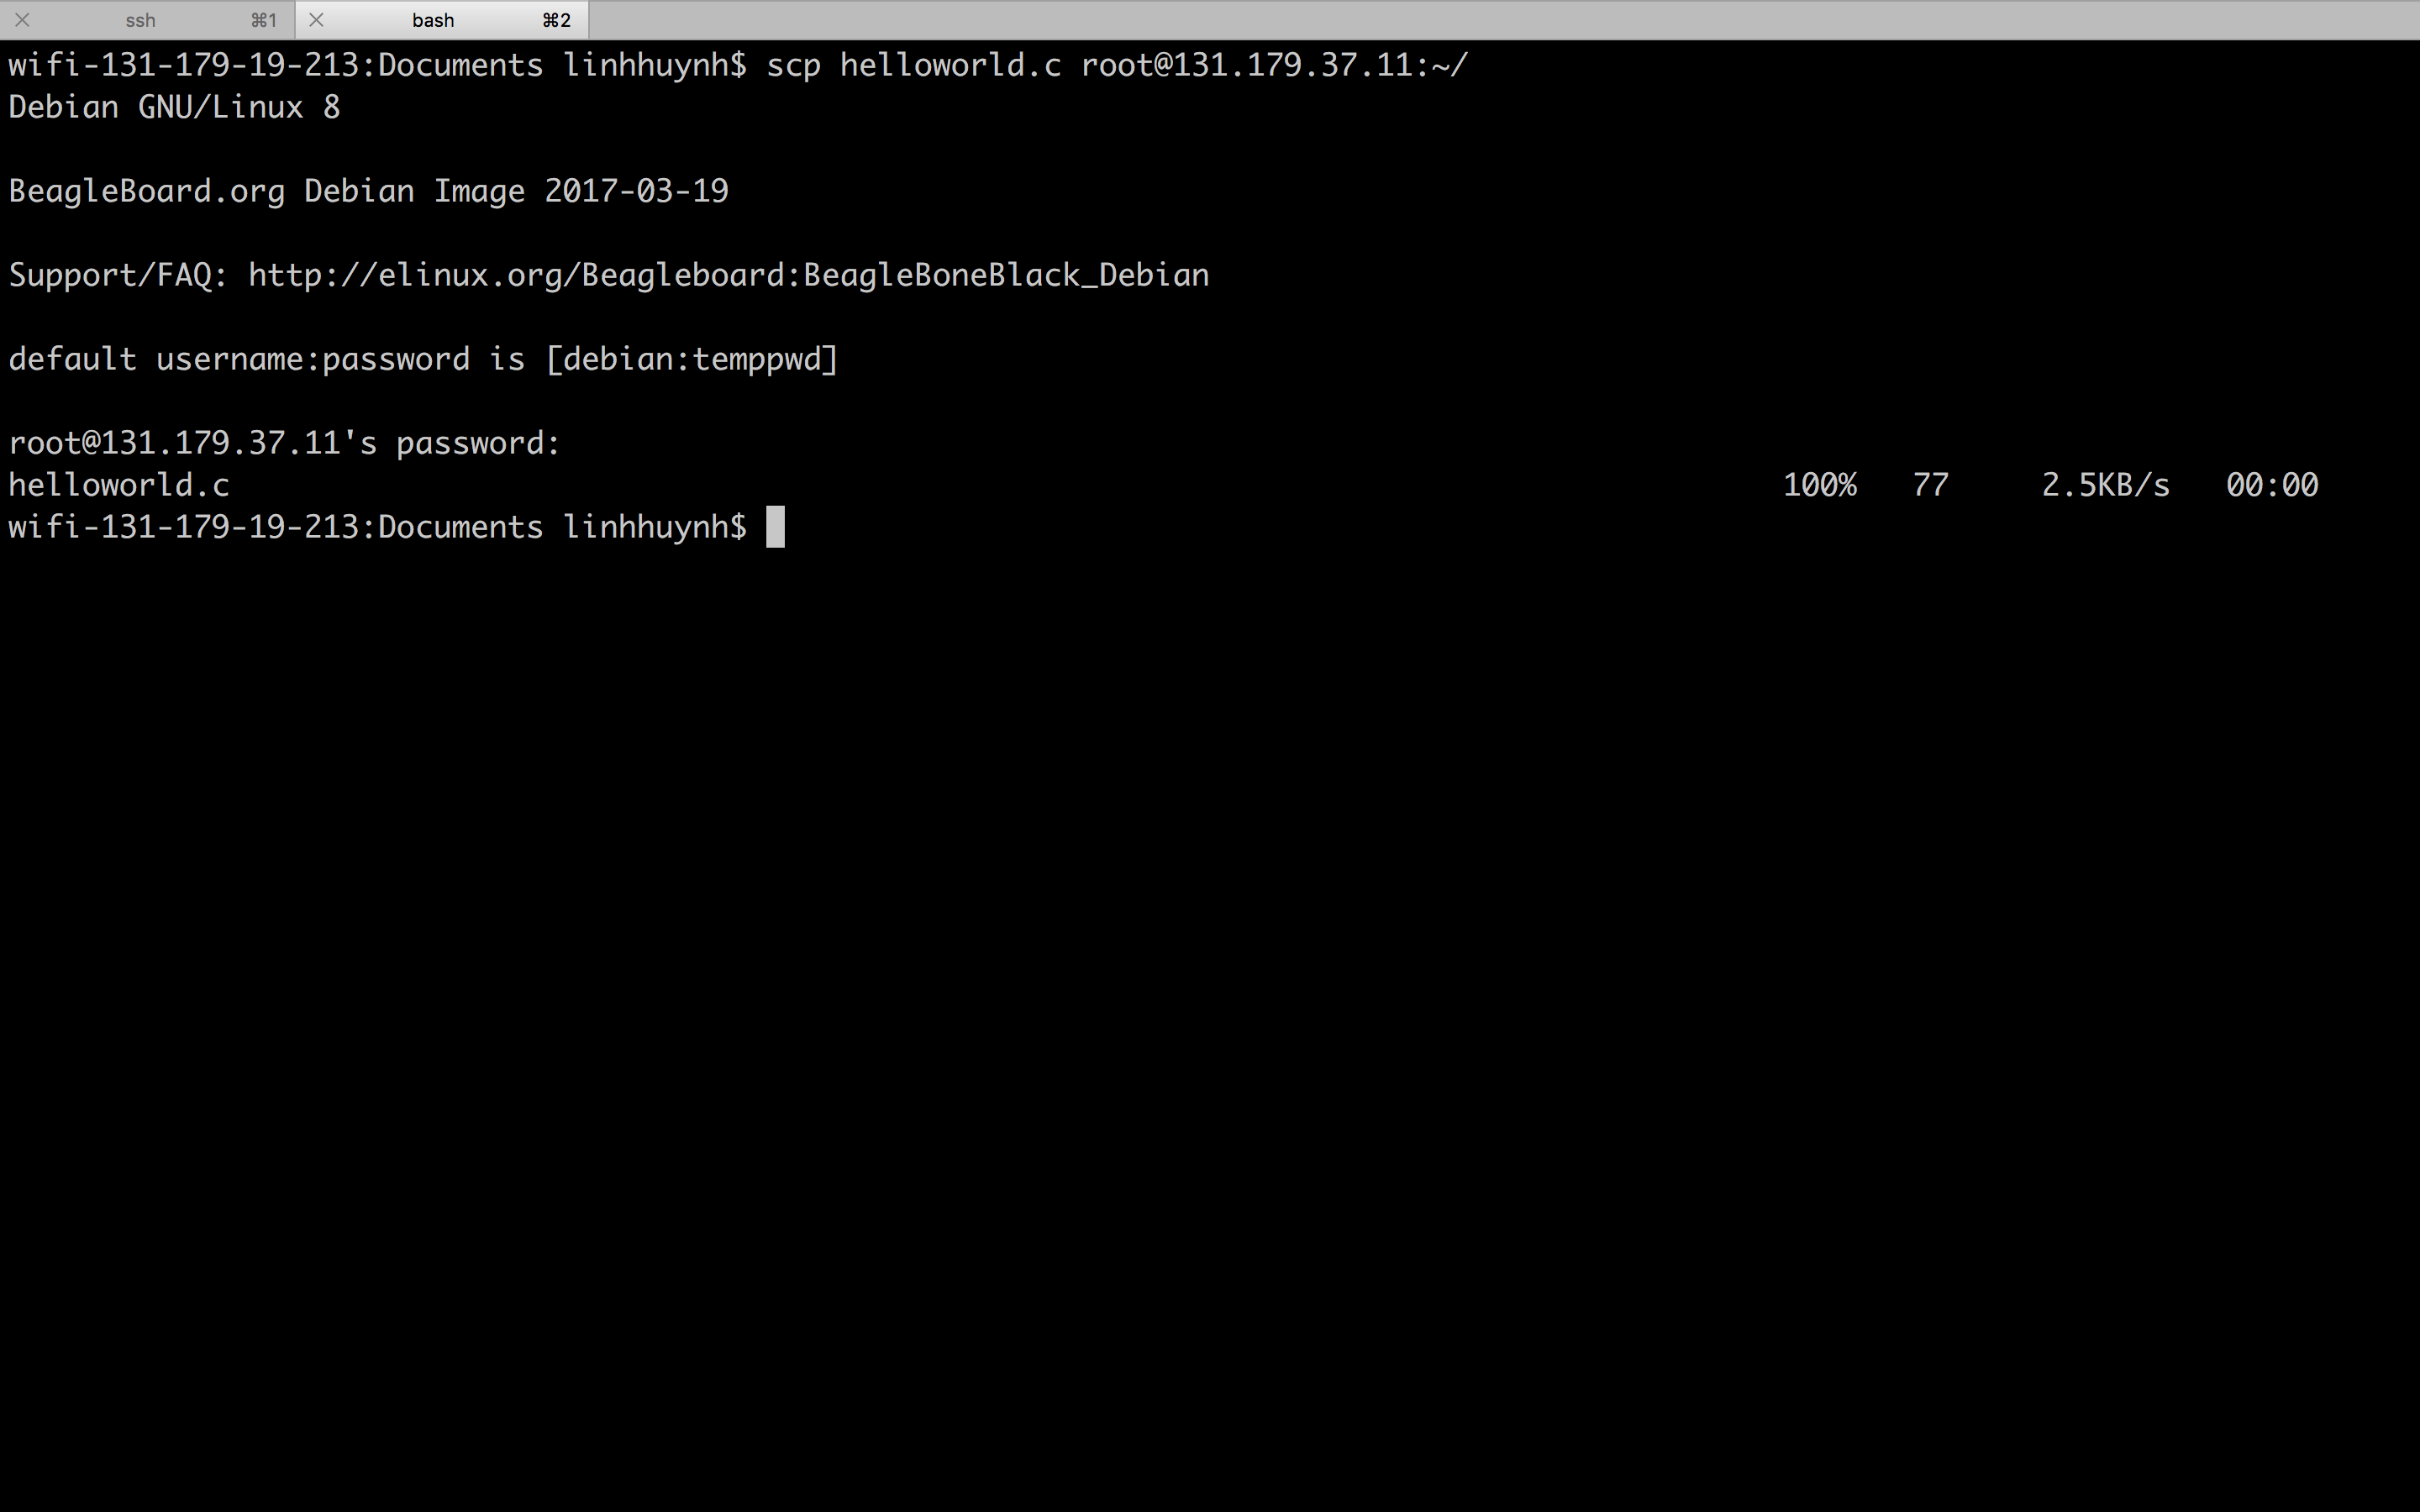 ssh ⌘1 bash ⌘2
wifi-131-179-19-213:Documents linhhuynh$ scp helloworld.c root@131.179.37.11:~/
Debian GNU/Linux 8
BeagleBoard.org Debian Image 2017-03-19
Support/FAQ: http://elinux.org/Beagleboard:BeagleBoneBlack_Debian
default username:password is [debian:temppwd]
root@131.179.37.11's password:
helloworld.c 100% 77 2.5KB/s 00:00
wifi-131-179-19-213:Documents linhhuynh$